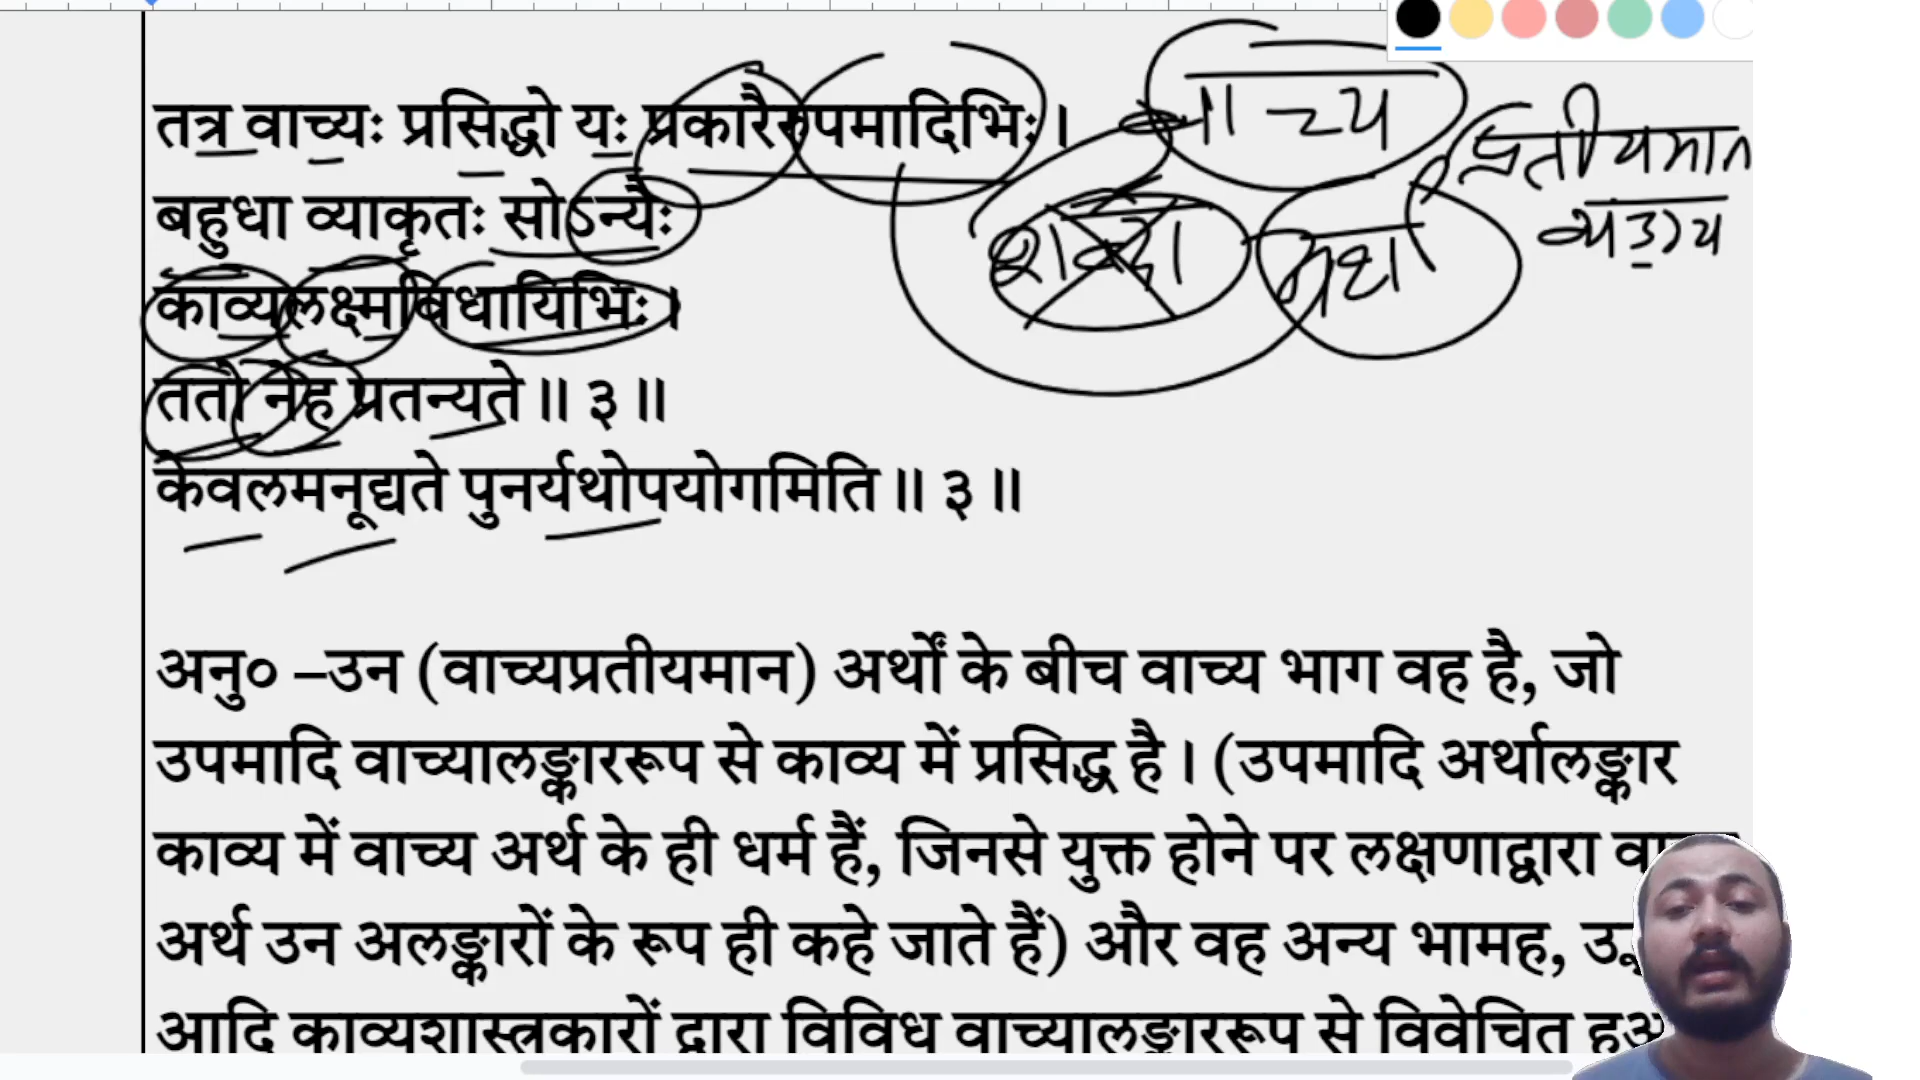 तत्र वाच्यः प्रसिद्धो यः प्रकारैरुपमादिभिः ।
वाच्य
प्रतीयमान
व्यङ्ग्य
बहुधा व्याकृतः सोऽन्यैः
काव्यलक्ष्मविधायिभिः ।
ततो नेह प्रतन्यते ॥ ३ ॥
केवलमनूद्यते पुनर्यथोपयोगमिति ॥ ३ ॥
अनु० –उन (वाच्यप्रतीयमान) अर्थों के बीच वाच्य भाग वह है, जो
उपमादि वाच्यालङ्काररूप से काव्य में प्रसिद्ध है । (उपमादि अर्थालङ्कार
काव्य में वाच्य अर्थ के ही धर्म हैं, जिनसे युक्त होने पर लक्षणाद्वारा
अर्थ उन अलङ्कारों के रूप ही कहे जाते हैं) और वह अन्य भामह,
आदि काव्यशास्त्रकारों द्वारा विविध वाच्यालङ्काररूप से विवेचित